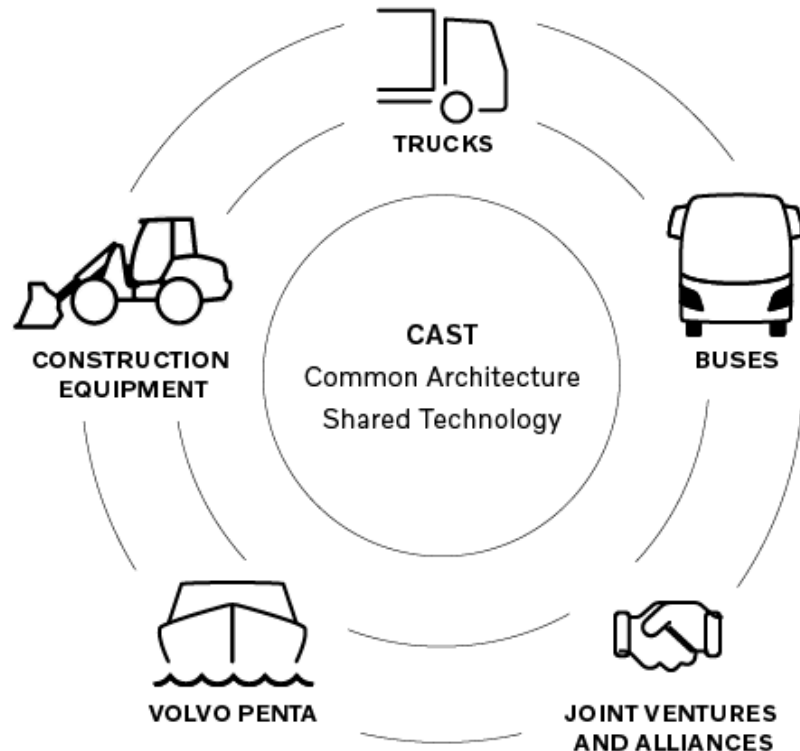 TRUCKS
CONSTRUCTION
EQUIPMENT
CAST
Common Architecture
Shared Technology
BUSES
VOLVO PENTA
JOINT VENTURES
AND ALLIANCES